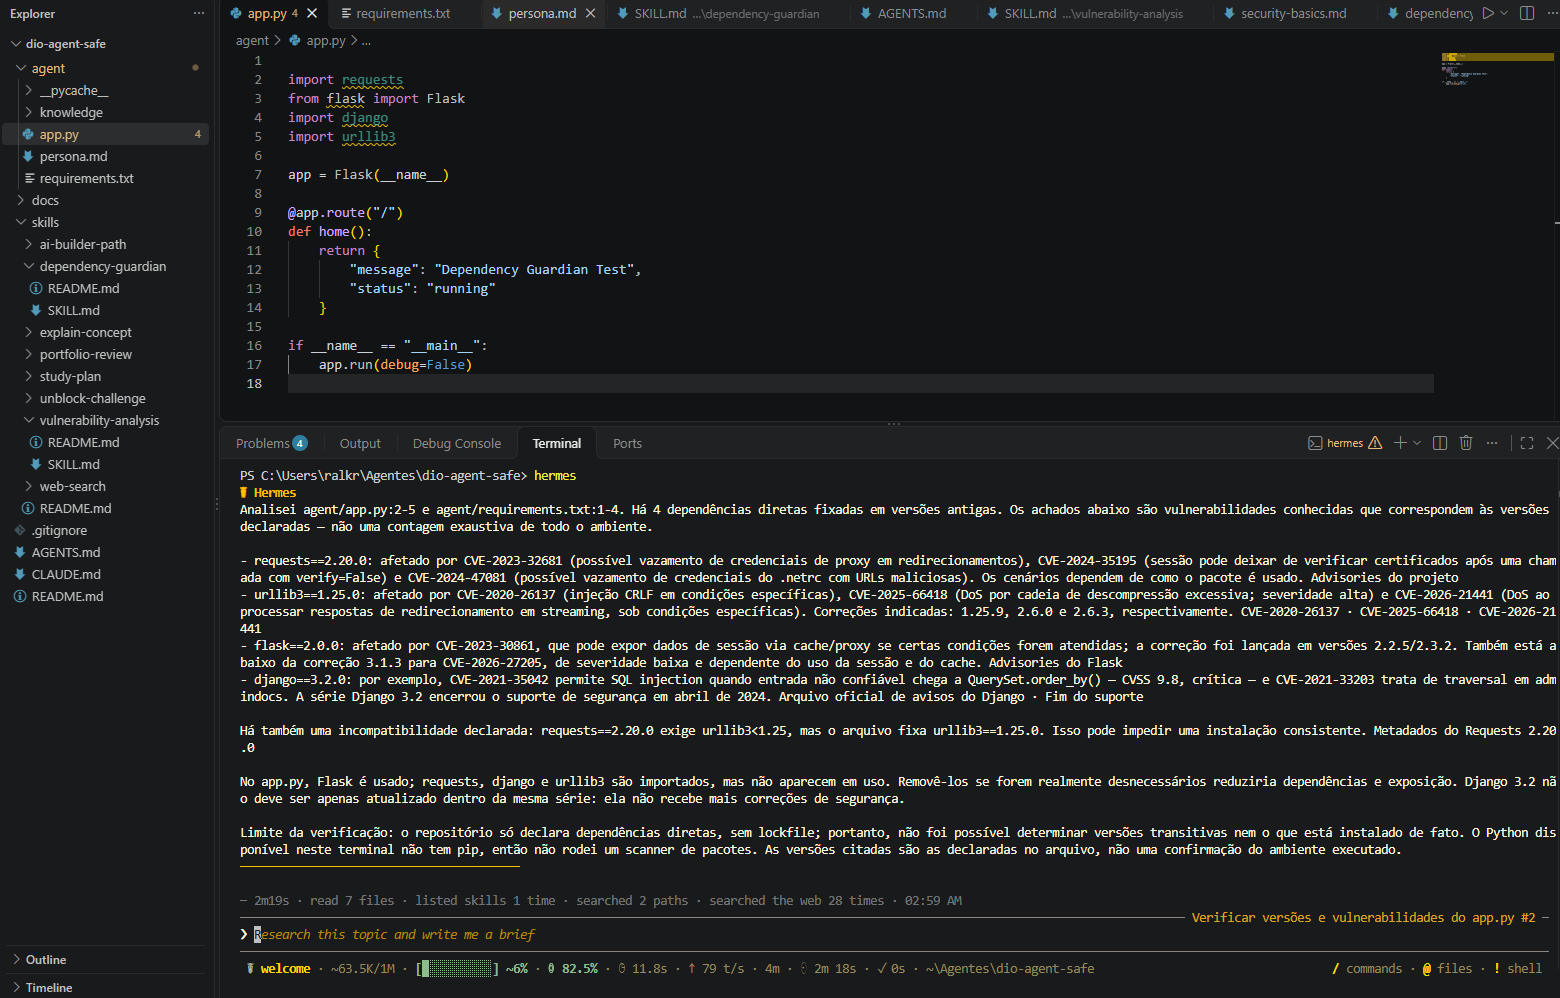 Explorer
dio-agent-safe
agent
__pycache__
knowledge
app.py 4
persona.md
requirements.txt
docs
skills
ai-builder-path
dependency-guardian
README.md
SKILL.md
explain-concept
portfolio-review
study-plan
unblock-challenge
vulnerability-analysis
README.md
SKILL.md
web-search
README.md
.gitignore
AGENTS.md
CLAUDE.md
README.md
Outline
Timeline
app.py 4 requirements.txt persona.md SKILL.md ...\dependency-guardian AGENTS.md SKILL.md ...\vulnerability-analysis security-basics.md dependency
agent > app.py > ...
1
2 import requests
3 from flask import Flask
4 import django
5 import urllib3
6
7 app = Flask(__name__)
8
9 @app.route("/")
10 def home():
11 return {
12 "message": "Dependency Guardian Test",
13 "status": "running"
14 }
15
16 if __name__ == "__main__":
17 app.run(debug=False)
18
Problems 4 Output Debug Console Terminal Ports hermes
PS C:\Users\ralkr\Agentes\dio-agent-safe> hermes
Hermes
Analisei agent/app.py:2-5 e agent/requirements.txt:1-4. Há 4 dependências diretas fixadas em versões antigas. Os achados abaixo são vulnerabilidades conhecidas que correspondem às versões
declaradas — não uma contagem exaustiva de todo o ambiente.
- requests==2.20.0: afetado por CVE-2023-32681 (possível vazamento de credenciais de proxy em redirecionamentos), CVE-2024-35195 (sessão pode deixar de verificar certificados após uma cham
ada com verify=False) e CVE-2024-47081 (possível vazamento de credenciais do .netrc com URLs maliciosas). Os cenários dependem de como o pacote é usado. Advisories do projeto
- urllib3==1.25.0: afetado por CVE-2020-26137 (injeção CRLF em condições específicas), CVE-2025-66418 (DoS por cadeia de descompressão excessiva; severidade alta) e CVE-2026-21441 (DoS ao
processar respostas de redirecionamento em streaming, sob condições específicas). Correções indicadas: 1.25.9, 2.6.0 e 2.6.3, respectivamente. CVE-2020-26137 · CVE-2025-66418 · CVE-2026-21
441
- flask==2.0.0: afetado por CVE-2023-30861, que pode expor dados de sessão via cache/proxy se certas condições forem atendidas; a correção foi lançada em versões 2.2.5/2.3.2. Também está a
baixo da correção 3.1.3 para CVE-2026-27205, de severidade baixa e dependente do uso da sessão e do cache. Advisories do Flask
- django==3.2.0: por exemplo, CVE-2021-35042 permite SQL injection quando entrada não confiável chega a QuerySet.order_by() — CVSS 9.8, crítica — e CVE-2021-33203 trata de traversal em adm
indocs. A série Django 3.2 encerrou o suporte de segurança em abril de 2024. Arquivo oficial de avisos do Django · Fim do suporte
Há também uma incompatibilidade declarada: requests==2.20.0 exige urllib3<1.25, mas o arquivo fixa urllib3==1.25.0. Isso pode impedir uma instalação consistente. Metadados do Requests 2.20
.0
No app.py, Flask é usado; requests, django e urllib3 são importados, mas não aparecem em uso. Removê-los se forem realmente desnecessários reduziria dependências e exposição. Django 3.2 nã
o deve ser apenas atualizado dentro da mesma série: ela não recebe mais correções de segurança.
Limite da verificação: o repositório só declara dependências diretas, sem lockfile; portanto, não foi possível determinar versões transitivas nem o que está instalado de fato. O Python dis
ponível neste terminal não tem pip, então não rodei um scanner de pacotes. As versões citadas são as declaradas no arquivo, não uma confirmação do ambiente executado.
— 2m19s · read 7 files · listed skills 1 time · searched 2 paths · searched the web 28 times · 02:59 AM
Verificar versões e vulnerabilidades do app.py #2
❯ Research this topic and write me a brief
welcome · ~63.5K/1M · [ ] ~6% · 82.5% · 11.8s · ↑ 79 t/s · 4m · 2m 18s · ✓ 0s · ~\Agentes\dio-agent-safe / commands · @ files · ! shell